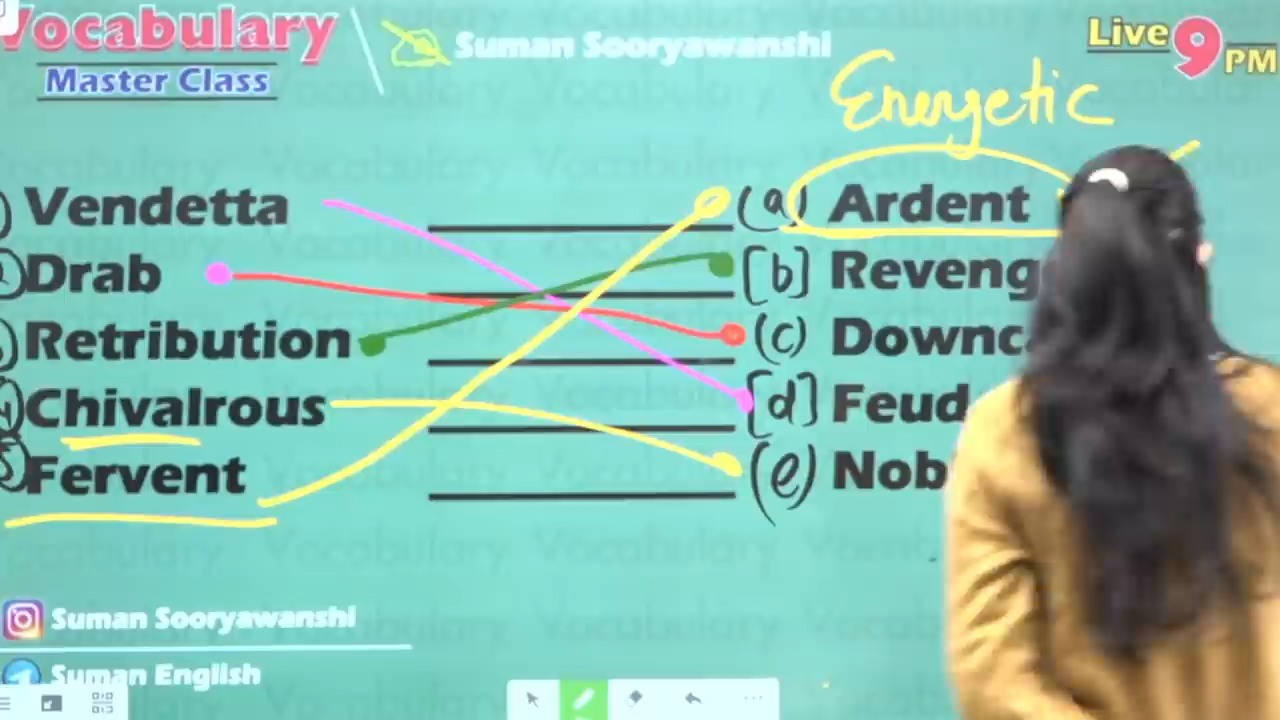 Vocabulary
Master Class
Suman Sooryawanshi
Live 9 PM
Energetic
Vendetta
(a) Ardent
Drab
[b] Reveng
Retribution
(c) Downc
Chivalrous
[d] Feud
Fervent
(e) Nob
Suman Sooryawanshi
Suman English